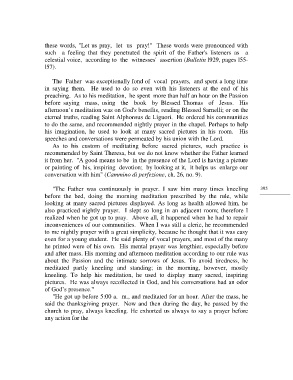 these words, "Let us pray, let us pray!" These words were pronounced with
such a feeling that they penetrated the spirit of the Father's listeners as a
celestial voice, according to the witnesses' assertion (Bulletin 1929, pages 155-
157).
The Father was exceptionally fond of vocal prayers, and spent a long time
in saying them. He used to do so even with his listeners at the end of his
preaching. As to his meditation, he spent more than half an hour on the Passion
before saying mass, using the book by Blessed Thomas of Jesus. His
afternoon's meditation was on God's benefits, reading Blessed Sarnelli; or on the
eternal truths, reading Saint Alphonsus de Liguori. He ordered his communities
to do the same, and recommended nightly prayer in the chapel. Perhaps to help
his imagination, he used to look at many sacred pictures in his room. His
speeches and conversations were permeated by his union with the Lord.
As to his custom of meditating before sacred pictures, such practice is
recommended by Saint Theresa, but we do not know whether the Father learned
it from her. "A good means to be in the presence of the Lord is having a picture
or painting of his, inspiring devotion; by looking at it, it helps us enlarge our
conversation with him" (Cammino di perfezione, ch. 26, no. 9).
"The Father was continuously in prayer. I saw him many times kneeling
before the bed, doing the morning meditation prescribed by the rule, while
looking at many sacred pictures displayed. As long as health allowed him, he
also practiced nightly prayer. I slept so long in an adjacent room; therefore I
realized when he got up to pray. Above all, it happened when he had to repair
inconveniences of our communities. When I was still a cleric, he recommended
to me nightly prayer with a great simplicity, because he thought that it was easy
even for a young student. He said plenty of vocal prayers, and most of the many
he printed were of his own. His mental prayer was lengthier, especially before
and after mass. His morning and afternoon meditation according to our rule was
about the Passion and the intimate sorrows of Jesus. To avoid tiredness, he
meditated partly kneeling and standing; in the morning, however, mostly
kneeling. To help his meditation, he used to display many sacred, inspiring
pictures. He was always recollected in God, and his conversations had an odor
of God's presence."
"He got up before 5:00 a. m., and meditated for an hour. After the mass, he
said the thanksgiving prayer. Now and then during the day, he passed by the
church to pray, always kneeling. He exhorted us always to say a prayer before
any action for the